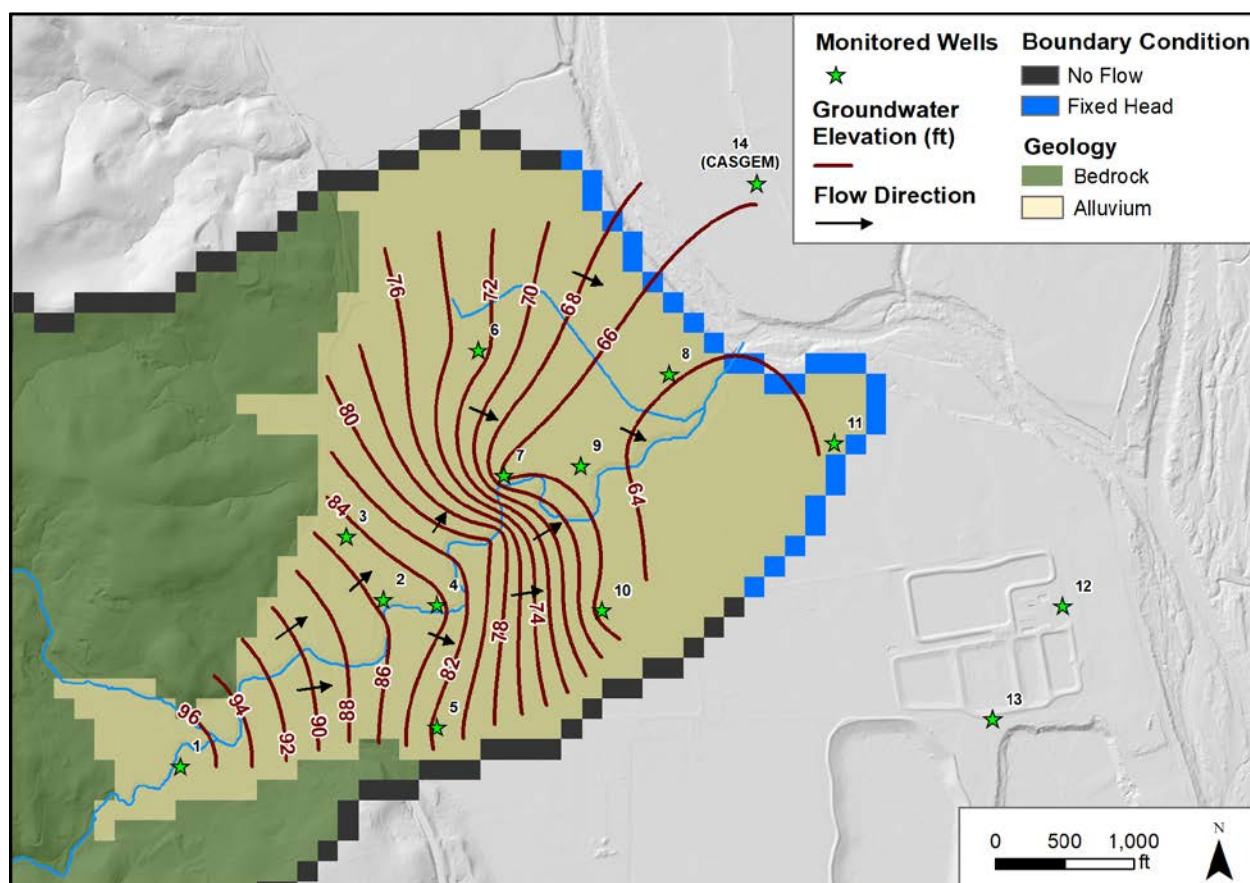 Monitored Wells
Groundwater
Elevation (ft)
Flow Direction
Boundary Condition
No Flow
Fixed Head
Geology
Bedrock
Alluvium
14
(CASGEM)
76
72
70
68
66
6
8
80
7
9
11
84
3
64
2
4
10
12
74
78
86
82
88
90
92
94
96
5
13
1
0 500 1,000
ft
N